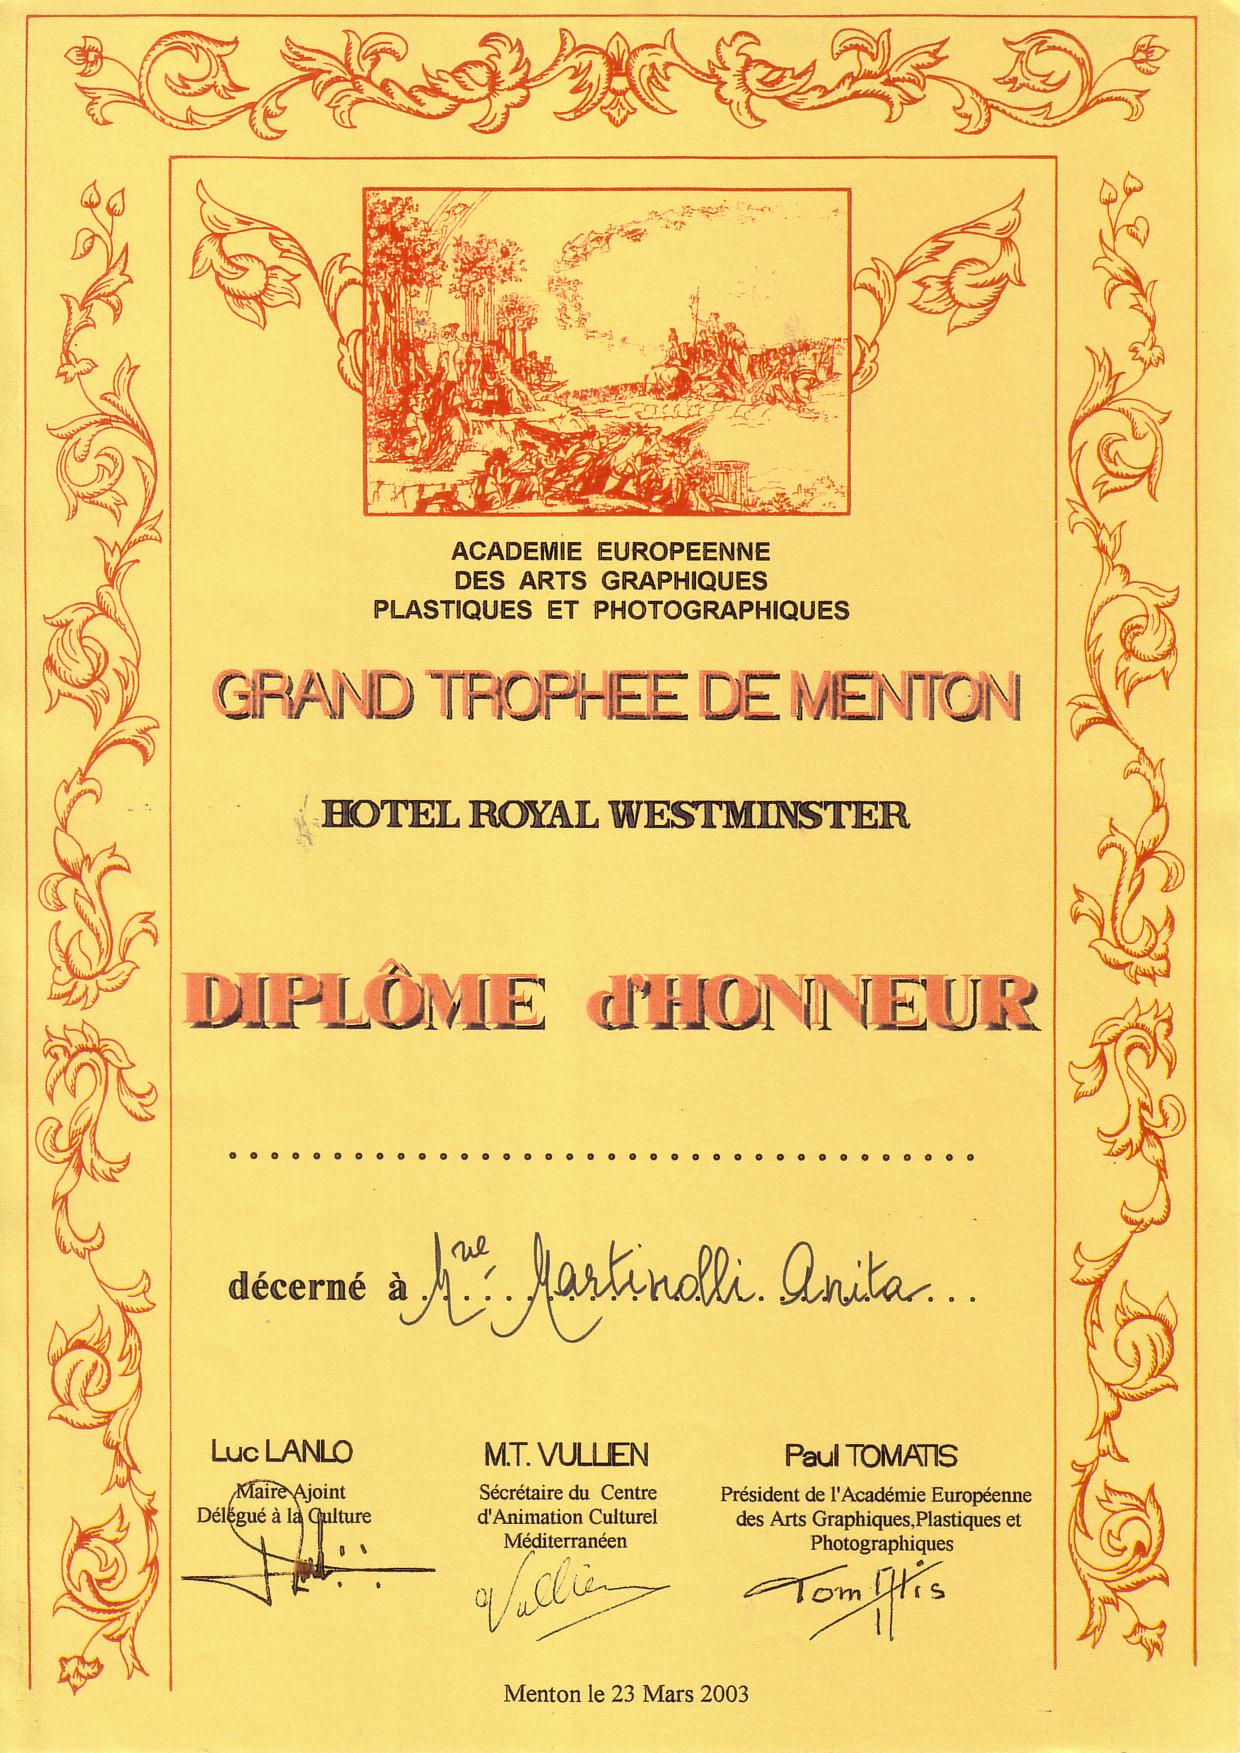 ACADEMIE EUROPEENNE
DES ARTS GRAPHIQUES
PLASTIQUES ET PHOTOGRAPHIQUES
GRAND TROPHEE DE MENTON
HOTEL ROYAL WESTMINSTER
DIPLÔME d'HONNEUR
décerné à Mme Martinolli Anita
Luc LANLO
Maire Ajoint
Délégué à la Culture
M.T. VULLIEN
Sécrétaire du Centre
d'Animation Culturel
Méditerranéen
Vullien
Paul TOMATIS
Président de l'Académie Européenne
des Arts Graphiques,Plastiques et
Photographiques
TomAtis
Menton le 23 Mars 2003